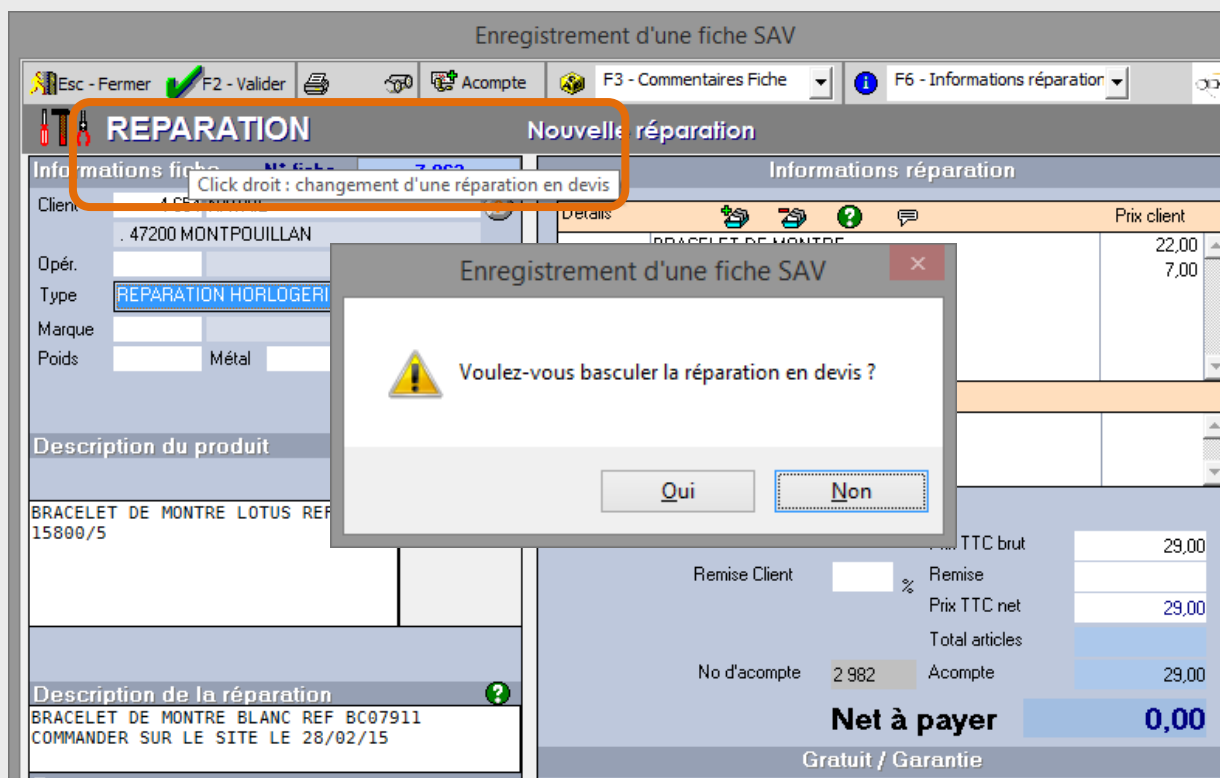 Enregistrement d'une fiche SAV
Esc - Fermer F2 - Valider Acompte F3 - Commentaires Fiche F6 - Informations réparation
REPARATION Nouvelle réparation
Informations fiche N° fiche
Click droit : changement d'une réparation en devis
Informations réparation
Client
. 47200 MONTPOUILLAN
Opér.
Type REPARATION HORLOGERI
Marque
Poids Métal
Détails Prix client
BRACELET DE MONTRE 22,00
7,00
Enregistrement d'une fiche SAV
Voulez-vous basculer la réparation en devis ?
Oui Non
Description du produit
BRACELET DE MONTRE LOTUS REF
15800/5
Prix TTC brut 29,00
Remise Client % Remise
Prix TTC net 29,00
Total articles
No d'acompte 2 982 Acompte 29,00
Net à payer 0,00
Gratuit / Garantie
Description de la réparation
BRACELET DE MONTRE BLANC REF BC07911
COMMANDER SUR LE SITE LE 28/02/15